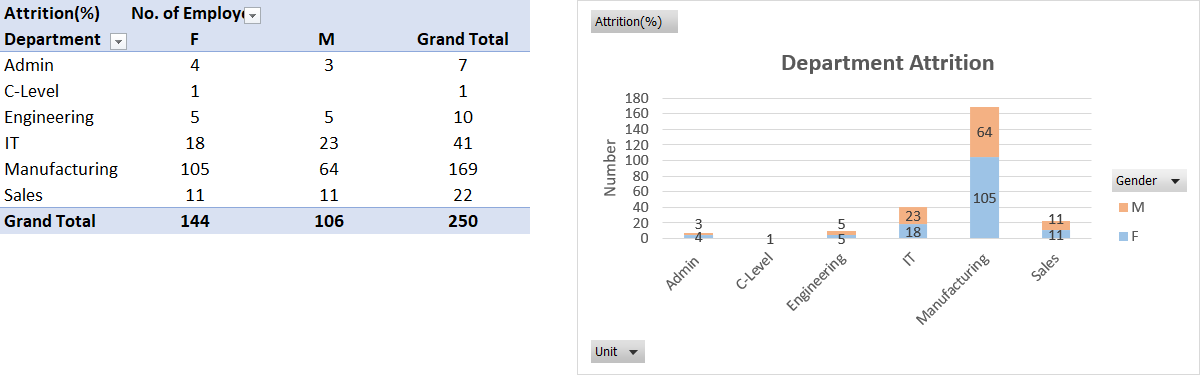 Attrition(%) No. of Employe
Department F M Grand Total
Admin 4 3 7
C-Level 1 1
Engineering 5 5 10
IT 18 23 41
Manufacturing 105 64 169
Sales 11 11 22
Grand Total 144 106 250
Attrition(%)
Department Attrition
Number
180
160
140
120
100
80
60
40
20
0
3
4
1
5
5
23
18
64
105
11
11
Admin
C-Level
Engineering
IT
Manufacturing
Sales
Gender
M
F
Unit